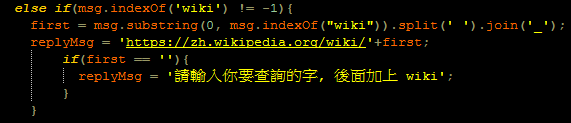 else if(msg.indexOf('wiki') != -1){
first = msg.substring(0, msg.indexOf("wiki")).split(' ').join('_');
replyMsg = 'https://zh.wikipedia.org/wiki/'+first;
if(first == ''){
replyMsg = '請輸入你要查詢的字, 後面加上 wiki';
}
}